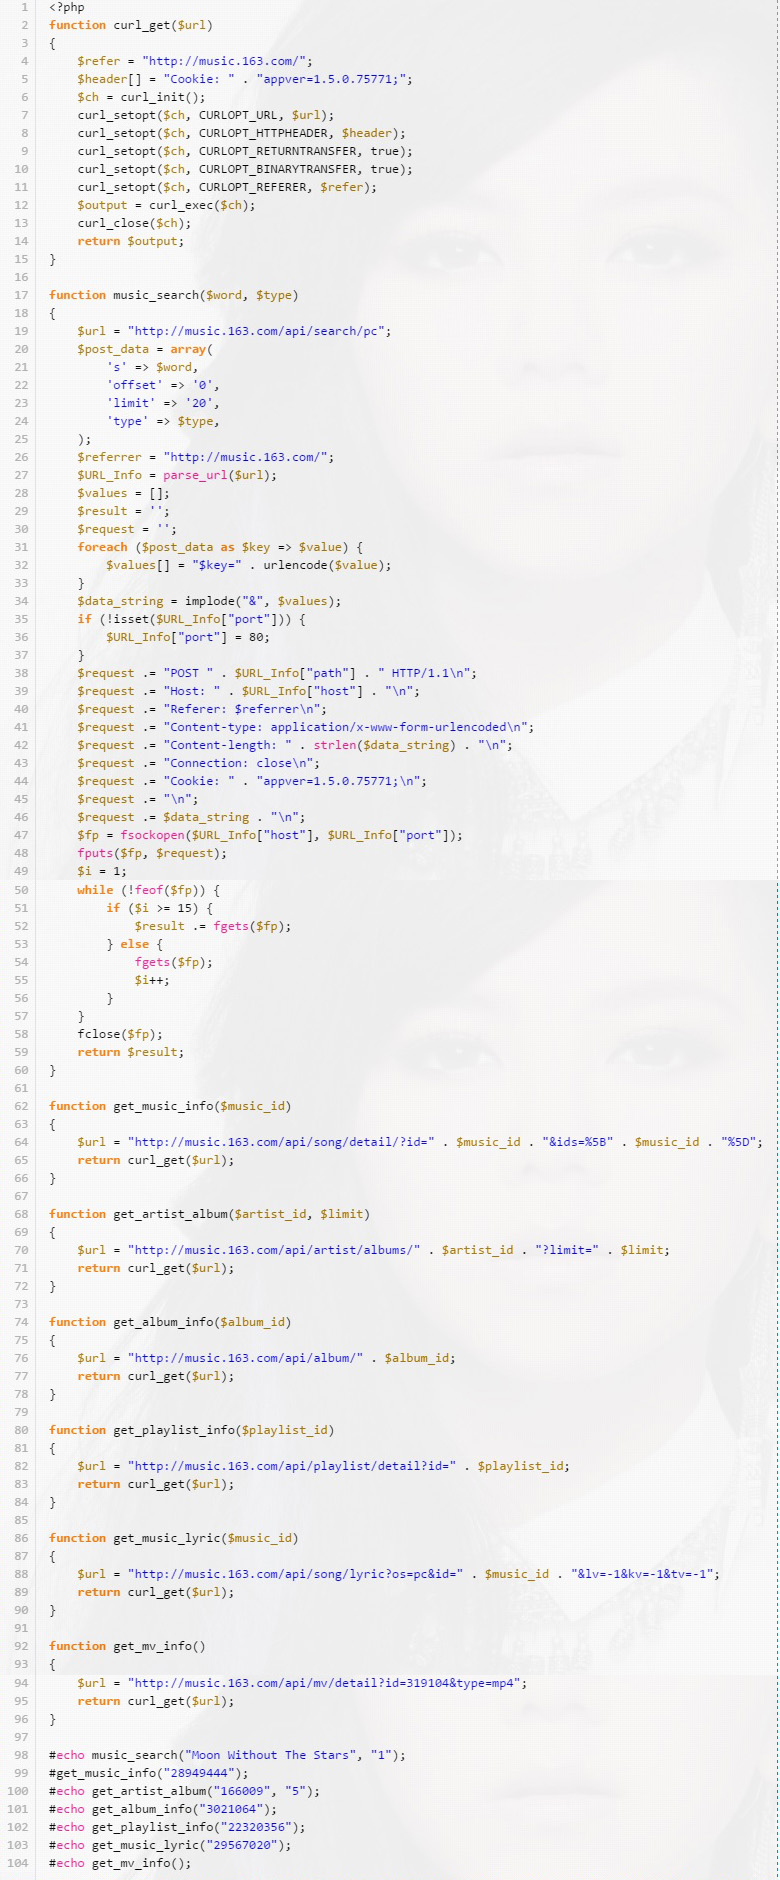 1 <?php
2 function curl_get($url)
3 {
4     $refer = "http://music.163.com/";
5     $header[] = "Cookie: " . "appver=1.5.0.75771;";
6     $ch = curl_init();
7     curl_setopt($ch, CURLOPT_URL, $url);
8     curl_setopt($ch, CURLOPT_HTTPHEADER, $header);
9     curl_setopt($ch, CURLOPT_RETURNTRANSFER, true);
10     curl_setopt($ch, CURLOPT_BINARYTRANSFER, true);
11     curl_setopt($ch, CURLOPT_REFERER, $refer);
12     $output = curl_exec($ch);
13     curl_close($ch);
14     return $output;
15 }
16
17 function music_search($word, $type)
18 {
19     $url = "http://music.163.com/api/search/pc";
20     $post_data = array(
21         's' => $word,
22         'offset' => '0',
23         'limit' => '20',
24         'type' => $type,
25     );
26     $referrer = "http://music.163.com/";
27     $URL_Info = parse_url($url);
28     $values = [];
29     $result = '';
30     $request = '';
31     foreach ($post_data as $key => $value) {
32         $values[] = "$key=" . urlencode($value);
33     }
34     $data_string = implode("&", $values);
35     if (!isset($URL_Info["port"])) {
36         $URL_Info["port"] = 80;
37     }
38     $request .= "POST " . $URL_Info["path"] . " HTTP/1.1\n";
39     $request .= "Host: " . $URL_Info["host"] . "\n";
40     $request .= "Referer: $referrer\n";
41     $request .= "Content-type: application/x-www-form-urlencoded\n";
42     $request .= "Content-length: " . strlen($data_string) . "\n";
43     $request .= "Connection: close\n";
44     $request .= "Cookie: " . "appver=1.5.0.75771;\n";
45     $request .= "\n";
46     $request .= $data_string . "\n";
47     $fp = fsockopen($URL_Info["host"], $URL_Info["port"]);
48     fputs($fp, $request);
49     $i = 1;
50     while (!feof($fp)) {
51         if ($i >= 15) {
52             $result .= fgets($fp);
53         } else {
54             fgets($fp);
55             $i++;
56         }
57     }
58     fclose($fp);
59     return $result;
60 }
61
62 function get_music_info($music_id)
63 {
64     $url = "http://music.163.com/api/song/detail/?id=" . $music_id . "&ids=%5B" . $music_id . "%5D";
65     return curl_get($url);
66 }
67
68 function get_artist_album($artist_id, $limit)
69 {
70     $url = "http://music.163.com/api/artist/albums/" . $artist_id . "?limit=" . $limit;
71     return curl_get($url);
72 }
73
74 function get_album_info($album_id)
75 {
76     $url = "http://music.163.com/api/album/" . $album_id;
77     return curl_get($url);
78 }
79
80 function get_playlist_info($playlist_id)
81 {
82     $url = "http://music.163.com/api/playlist/detail?id=" . $playlist_id;
83     return curl_get($url);
84 }
85
86 function get_music_lyric($music_id)
87 {
88     $url = "http://music.163.com/api/song/lyric?os=pc&id=" . $music_id . "&lv=-1&kv=-1&tv=-1";
89     return curl_get($url);
90 }
91
92 function get_mv_info()
93 {
94     $url = "http://music.163.com/api/mv/detail?id=319104&type=mp4";
95     return curl_get($url);
96 }
97
98 #echo music_search("Moon Without The Stars", "1");
99 #get_music_info("28949444");
100 #echo get_artist_album("166009", "5");
101 #echo get_album_info("3021064");
102 #echo get_playlist_info("22320356");
103 #echo get_music_lyric("29567020");
104 #echo get_mv_info();